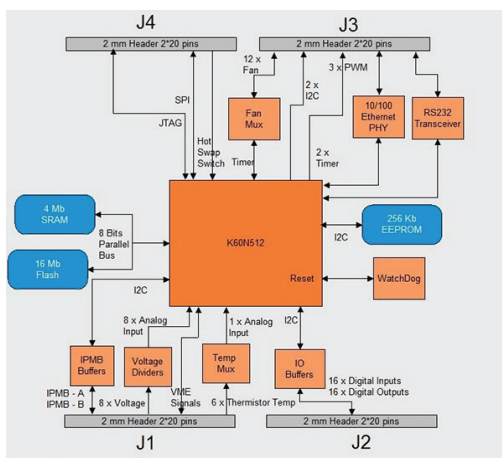 J4
J3
2 mm Header 2*20 pins
2 mm Header 2*20 pins
12 x
Fan
3 x PWM
2 x
I2C
SPI
JTAG
Hot
Swap
Switch
Fan
Mux
10/100
Ethernet
PHY
RS232
Transceiver
Timer
2 x
Timer
4 Mb
SRAM
8 Bits
Parallel
Bus
16 Mb
Flash
K60N512
256 Kb
EEPROM
I2C
Reset
WatchDog
I2C
8 x Analog
Input
1 x Analog
Input
I2C
IPMB
Buffers
Voltage
Dividers
Temp
Mux
IO
Buffers
16 x Digital Inputs
16 x Digital Outputs
IPMB - A
IPMB - B
8 x Voltage
VME
Signals
6 x Thermistor Temp
2 mm Header 2*20 pins
2 mm Header 2*20 pins
J1
J2